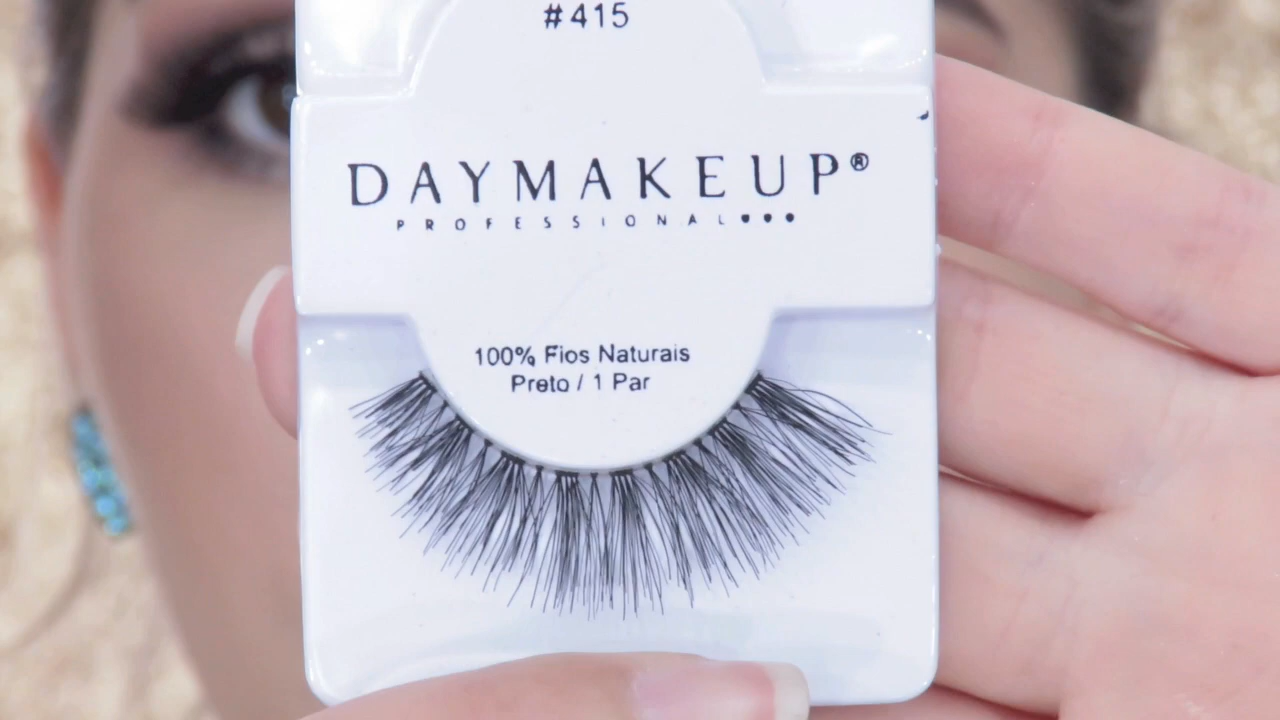 #415
DAYMAKEUP®
PROFESSIONAL
100% Fios Naturais
Preto / 1 Par